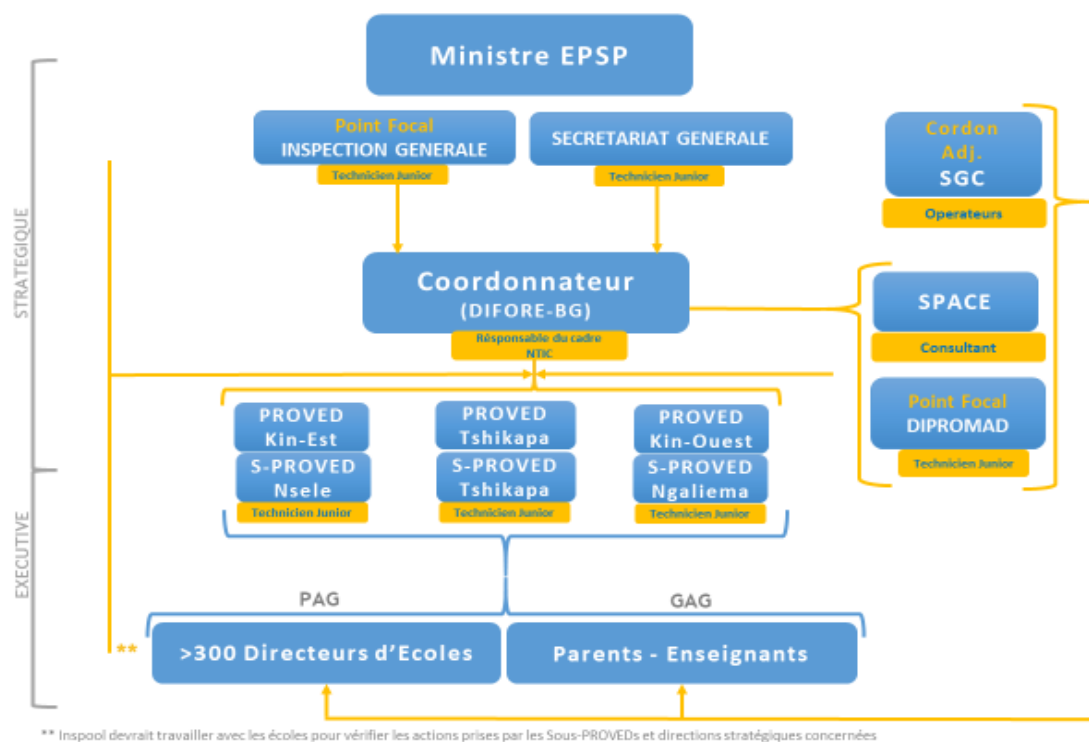 Ministre EPSP
Point Focal
INSPECTION GENERALE
Technicien Junior
SECRETARIAT GENERALE
Technicien Junior
Cordon
Adj.
SGC
Operateurs
STRATEGIQUE
Coordonnateur
(DIFORE-BG)
Résponsable du cadre
NTIC
SPACE
Consultant
Point Focal
DIPROMAD
Technicien Junior
PROVED
Kin-Est
S-PROVED
Nsele
Technicien Junior
PROVED
Tshikapa
S-PROVED
Tshikapa
Technicien Junior
PROVED
Kin-Ouest
S-PROVED
Ngaliema
Technicien Junior
EXECUTIVE
PAG
GAG
**
>300 Directeurs d'Ecoles
Parents - Enseignants
** Inspool devrait travailler avec les écoles pour vérifier les actions prises par les Sous-PROVEDs et directions stratégiques concernées